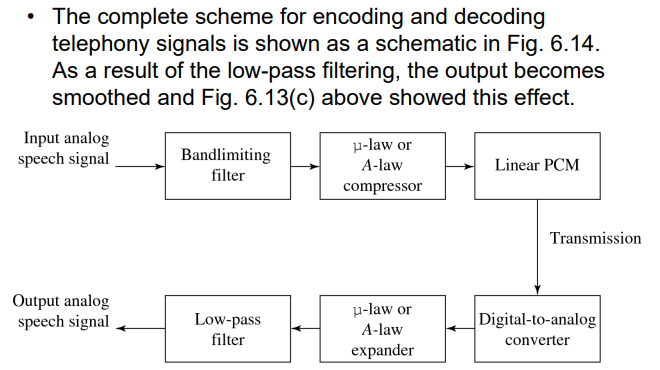 • The complete scheme for encoding and decoding
telephony signals is shown as a schematic in Fig. 6.14.
As a result of the low-pass filtering, the output becomes
smoothed and Fig. 6.13(c) above showed this effect.
Input analog
speech signal
Bandlimiting
filter
μ-law or
A-law
compressor
Linear PCM
Transmission
Output analog
speech signal
Low-pass
filter
μ-law or
A-law
expander
Digital-to-analog
converter